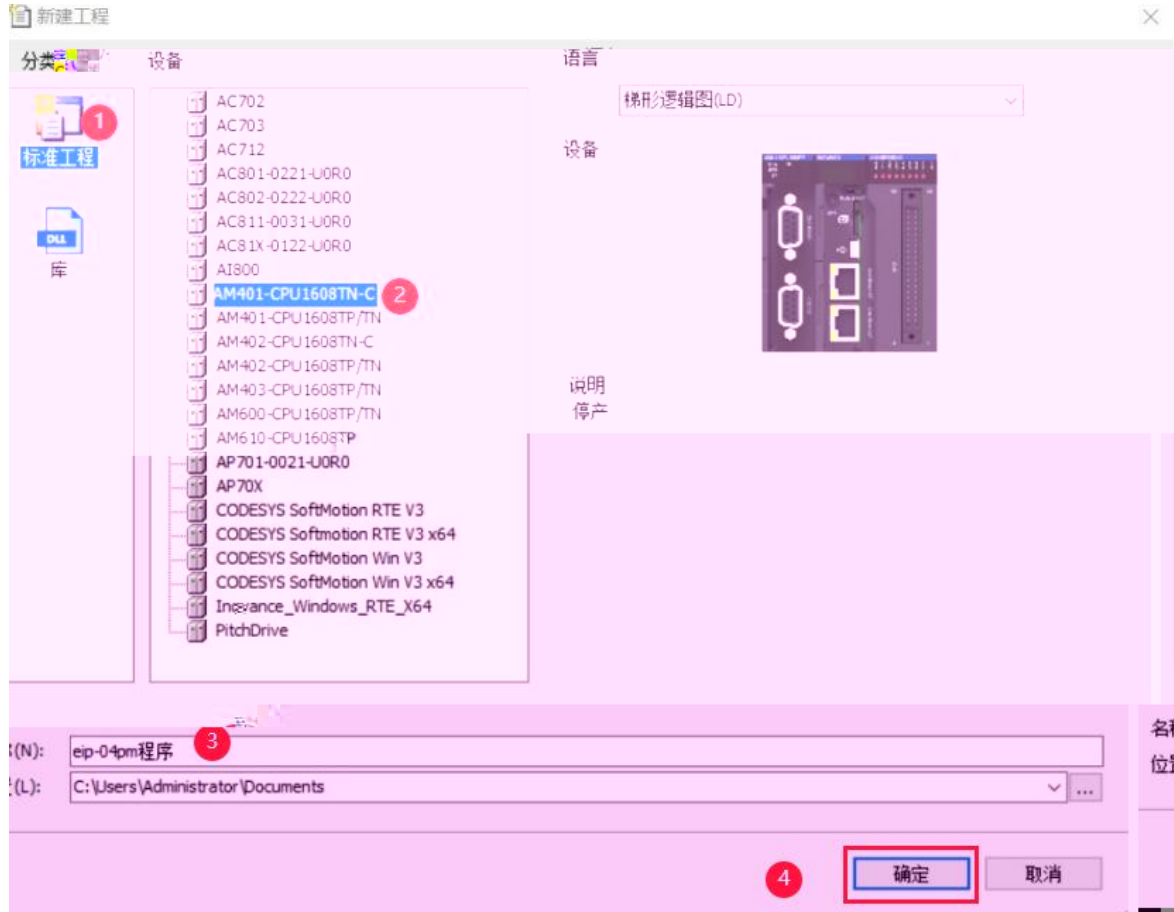 新建工程
分类
设备
语言
标准工程
1
库
AC702
AC703
AC712
AC801-0221-U0R0
AC802-0222-U0R0
AC811-0031-U0R0
AC81X-0122-U0R0
AI800
AM401-CPU1608TN-C
2
AM401-CPU1608TP/TN
AM402-CPU1608TN-C
AM402-CPU1608TP/TN
AM403-CPU1608TP/TN
AM600-CPU1608TP/TN
AM610-CPU1608TP
AP701-0021-U0R0
AP70X
CODESYS SoftMotion RTE V3
CODESYS Softmotion RTE V3 x64
CODESYS SoftMotion Win V3
CODESYS SoftMotion Win V3 x64
Inovance_Windows_RTE_X64
PitchDrive
梯形逻辑图(LD)
设备
说明
停产
(N):
eip-04pm程序
3
(L):
C:\Users\Administrator\Documents
...
名
位
4
确定
取消